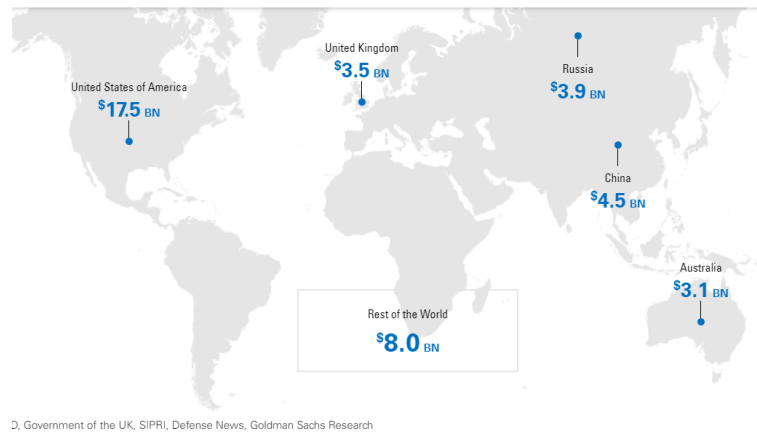 United Kingdom
$3.5 BN
Russia
$3.9 BN
United States of America
$17.5 BN
China
$4.5 BN
Australia
$3.1 BN
Rest of the World
$8.0 BN
Government of the UK, SIPRI, Defense News, Goldman Sachs Research